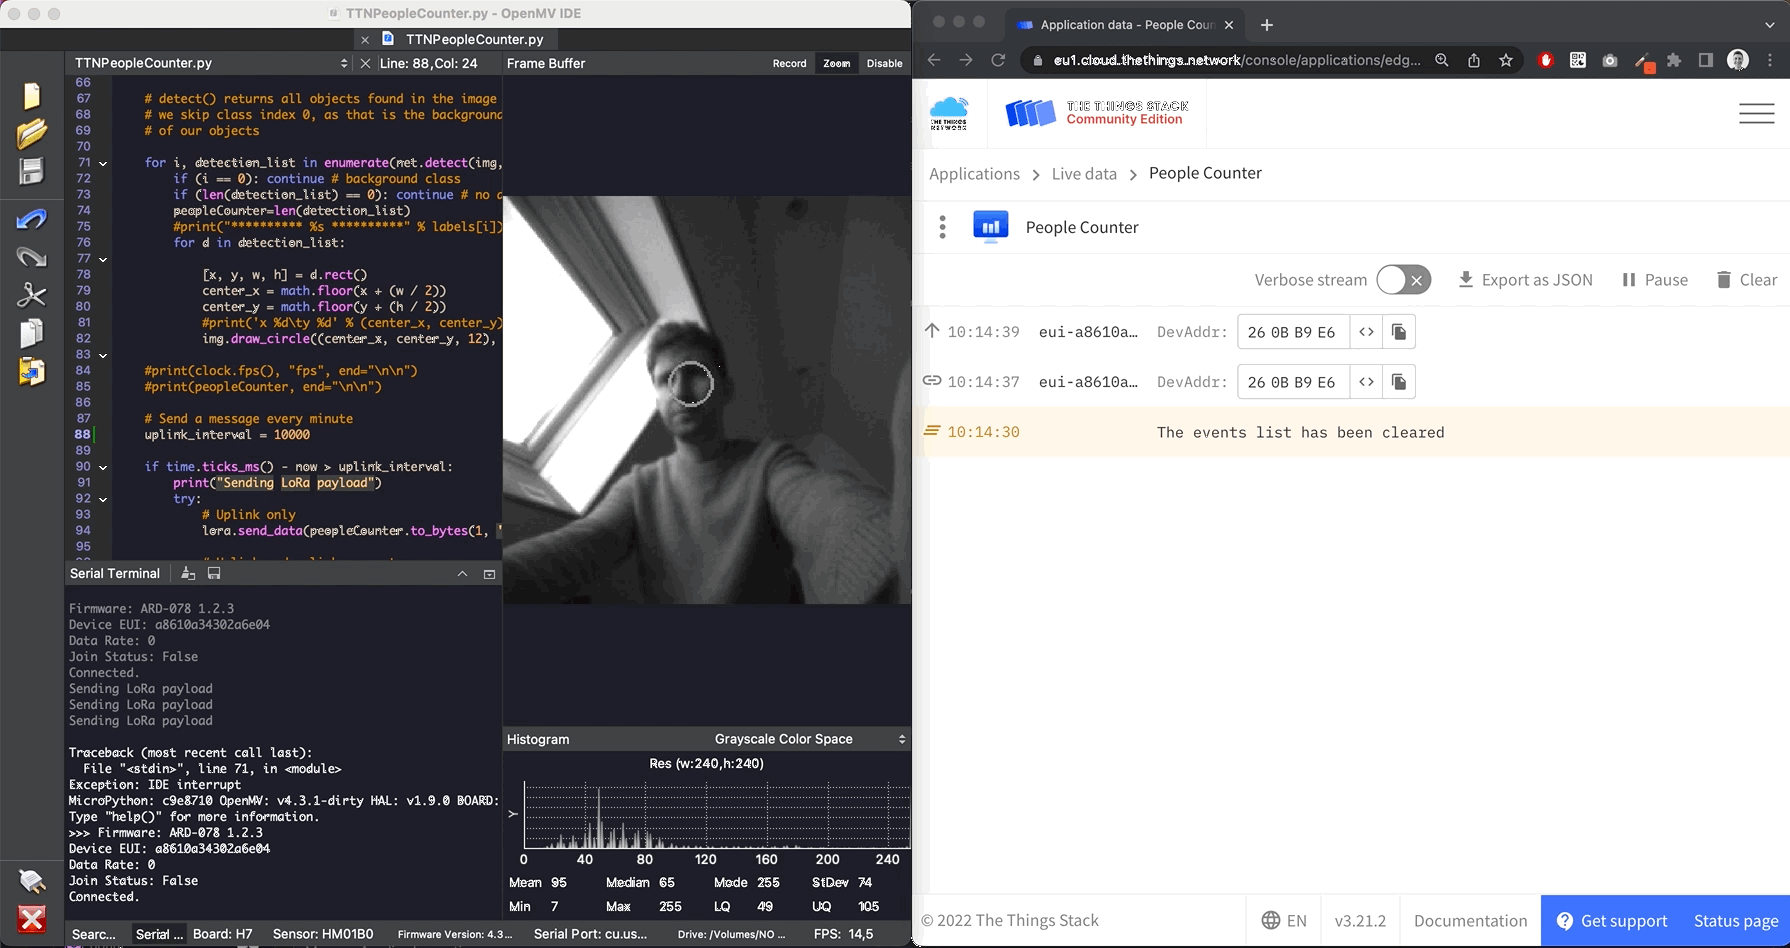 TTNPeopleCounter.py - OpenMV IDE
TTNPeopleCounter.py
TTNPeopleCounter.py
Line: 88,Col: 24
66
67 # detect() returns all objects found in the image
68 # we skip class index 0, as that is the background
69 # of our objects
70
71 for i, detection_list in enumerate(net.detect(img,
72 if (i == 0): continue # background class
73 if (len(detection_list) == 0): continue # no
74 peopleCounter=len(detection_list)
75 #print("********** %s **********" % labels[i])
76 for d in detection_list:
77
78 [x, y, w, h] = d.rect()
79 center_x = math.floor(x + (w / 2))
80 center_y = math.floor(y + (h / 2))
81 #print('x %d\ty %d' % (center_x, center_y)
82 img.draw_circle((center_x, center_y, 12),
83
84 #print(clock.fps(), "fps", end="\n\n")
85 #print(peopleCounter, end="\n\n")
86
87 # Send a message every minute
88 uplink_interval = 10000
89
90 if time.ticks_ms() - now > uplink_interval:
91 print("Sending LoRa payload")
92 try:
93 # Uplink only
94 lora.send_data(peopleCounter.to_bytes(1, "
95
Serial Terminal
Firmware: ARD-078 1.2.3
Device EUI: a8610a34302a6e04
Data Rate: 0
Join Status: False
Connected.
Sending LoRa payload
Sending LoRa payload
Sending LoRa payload
Traceback (most recent call last):
File "<stdin>", line 71, in <module>
Exception: IDE interrupt
MicroPython: c9e8710 OpenMV: v4.3.1-dirty HAL: v1.9.0 BOARD:
Type "help()" for more information.
>>> Firmware: ARD-078 1.2.3
Device EUI: a8610a34302a6e04
Data Rate: 0
Join Status: False
Connected.
Frame Buffer
Record Zoom Disable
Histogram
Grayscale Color Space
Res (w:240,h:240)
Y
0 40 80 120 160 200 240
Mean 95 Median 65 Mode 255 StDev 74
Min 7 Max 255 LQ 49 UQ 105
Searc... Serial ... Board: H7 Sensor: HM01B0 Firmware Version: 4.3... Serial Port: cu.us... Drive: /Volumes/NO ... FPS: 14,5
Application data - People Coun
eu1.cloud.thethings.network/console/applications/edg...
THE THINGS
NETWORK
THE THINGS STACK
Community Edition
Applications > Live data > People Counter
People Counter
Verbose stream
Export as JSON
Pause
Clear
10:14:39 eui-a8610a... DevAddr: 26 0B B9 E6 <>
10:14:37 eui-a8610a... DevAddr: 26 0B B9 E6 <>
10:14:30 The events list has been cleared
© 2022 The Things Stack
EN
v3.21.2
Documentation
Get support
Status page